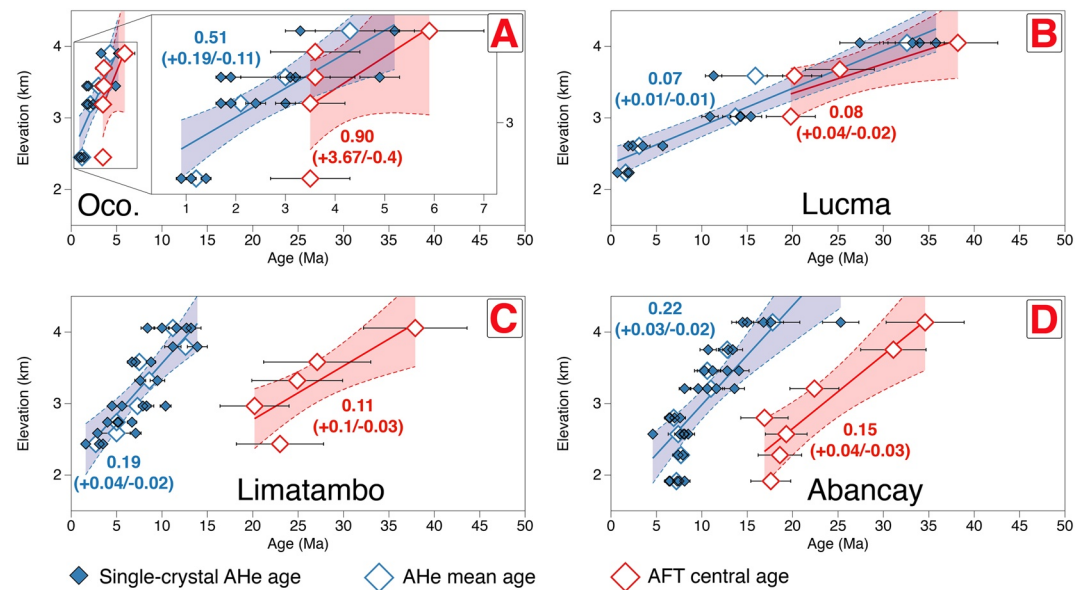 A
0.51
(+0.19/-0.11)
0.90
(+3.67/-0.4)
3
1 2 3 4 5 6 7
Oco.
4
3
2
Elevation (km)
0 5 10 15 20 25 30 35 40 45 50
Age (Ma)
B
0.07
(+0.01/-0.01)
0.08
(+0.04/-0.02)
Lucma
4
3
2
Elevation (km)
0 5 10 15 20 25 30 35 40 45 50
Age (Ma)
C
0.11
(+0.1/-0.03)
0.19
(+0.04/-0.02)
Limatambo
4
3
2
Elevation (km)
0 5 10 15 20 25 30 35 40 45 50
Age (Ma)
D
0.22
(+0.03/-0.02)
0.15
(+0.04/-0.03)
Abancay
4
3
2
Elevation (km)
0 5 10 15 20 25 30 35 40 45 50
Age (Ma)
Single-crystal AHe age
AHe mean age
AFT central age